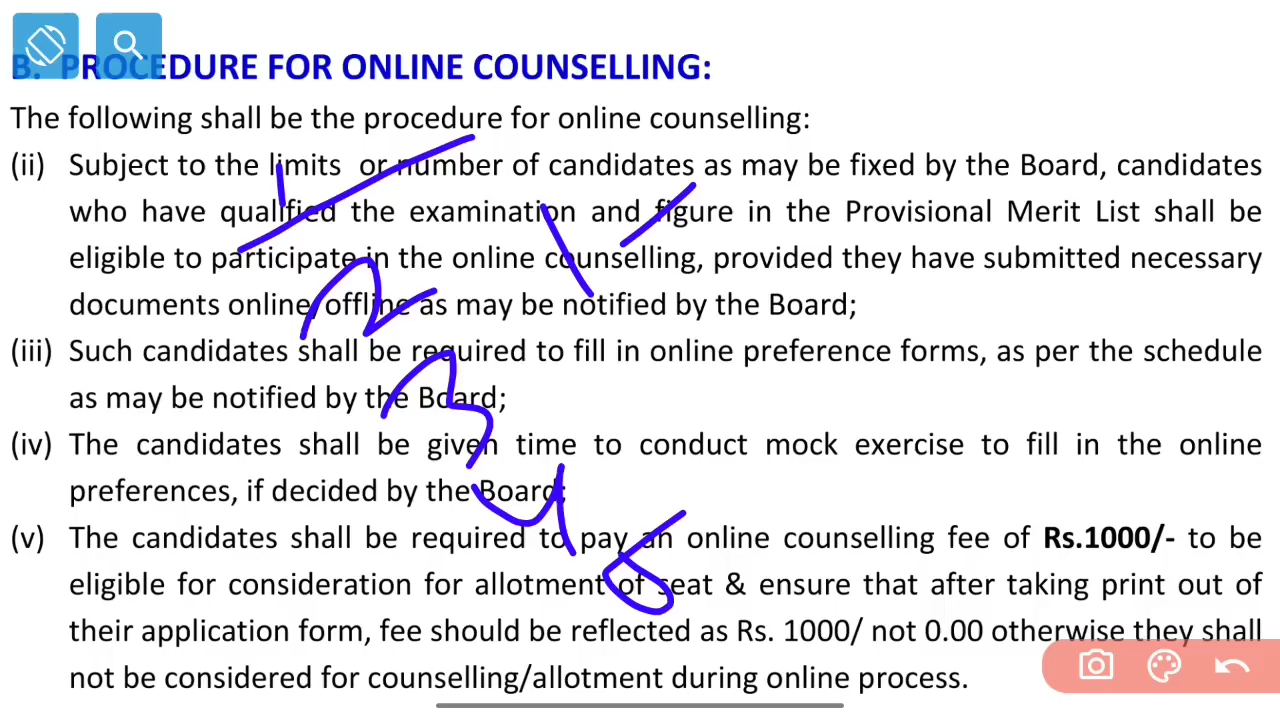 B. PROCEDURE FOR ONLINE COUNSELLING:
The following shall be the procedure for online counselling:
(ii) Subject to the limits or number of candidates as may be fixed by the Board, candidates
who have qualified the examination and figure in the Provisional Merit List shall be
eligible to participate in the online counselling, provided they have submitted necessary
documents online/offline as may be notified by the Board;
(iii) Such candidates shall be required to fill in online preference forms, as per the schedule
as may be notified by the Board;
(iv) The candidates shall be given time to conduct mock exercise to fill in the online
preferences, if decided by the Board;
(v) The candidates shall be required to pay an online counselling fee of Rs.1000/- to be
eligible for consideration for allotment of seat & ensure that after taking print out of
their application form, fee should be reflected as Rs. 1000/ not 0.00 otherwise they shall
not be considered for counselling/allotment during online process.
1
2
3
4